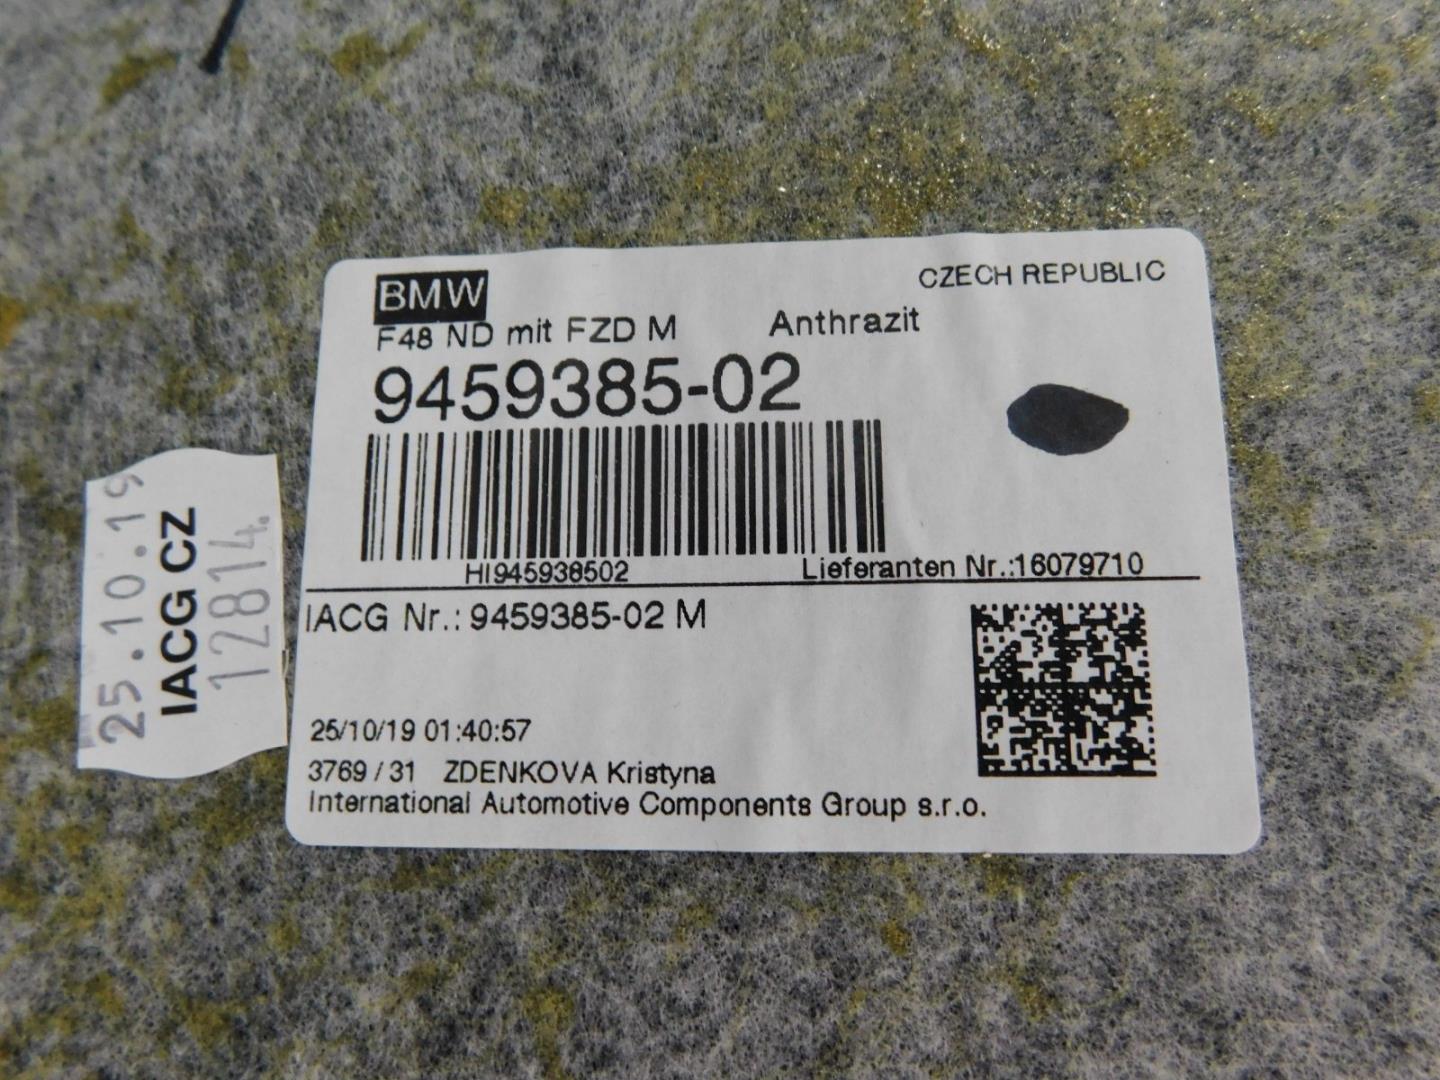 BMW
CZECH REPUBLIC
F48 ND mit FZD M Anthrazit
9459385-02
HI945938502
Lieferanten Nr.:16079710
IACG Nr.: 9459385-02 M
25/10/19 01:40:57
3769 / 31 ZDENKOVA Kristyna
International Automotive Components Group s.r.o.
25.10.19
IACG CZ
12814.